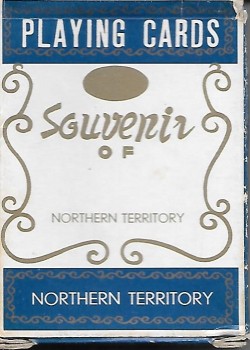 PLAYING CARDS
Souvenir
OF
NORTHERN TERRITORY
NORTHERN TERRITORY